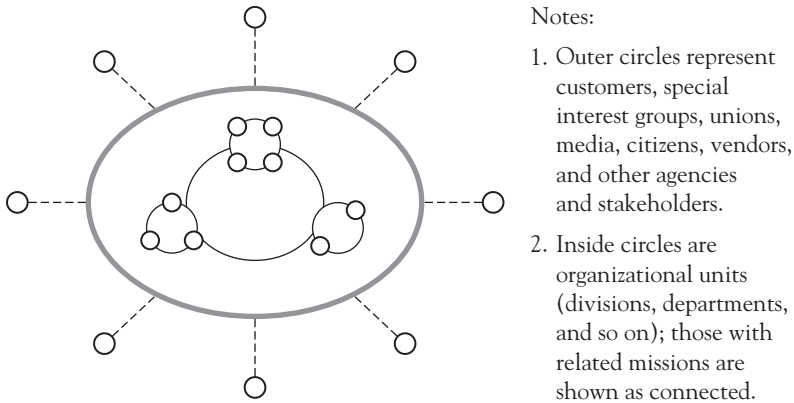 Notes:
1. Outer circles represent
customers, special
interest groups, unions,
media, citizens, vendors,
and other agencies
and stakeholders.
2. Inside circles are
organizational units
(divisions, departments,
and so on); those with
related missions are
shown as connected.